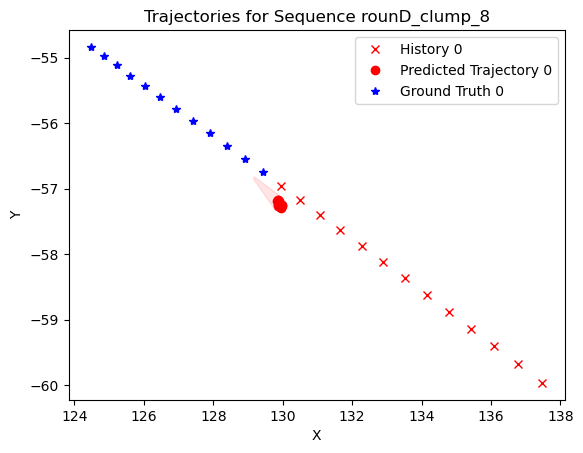 Trajectories for Sequence rounD_clump_8
History 0
Predicted Trajectory 0
Ground Truth 0
−55
−56
−57
−58
−59
−60
Y
124
126
128
130
132
134
136
138
X